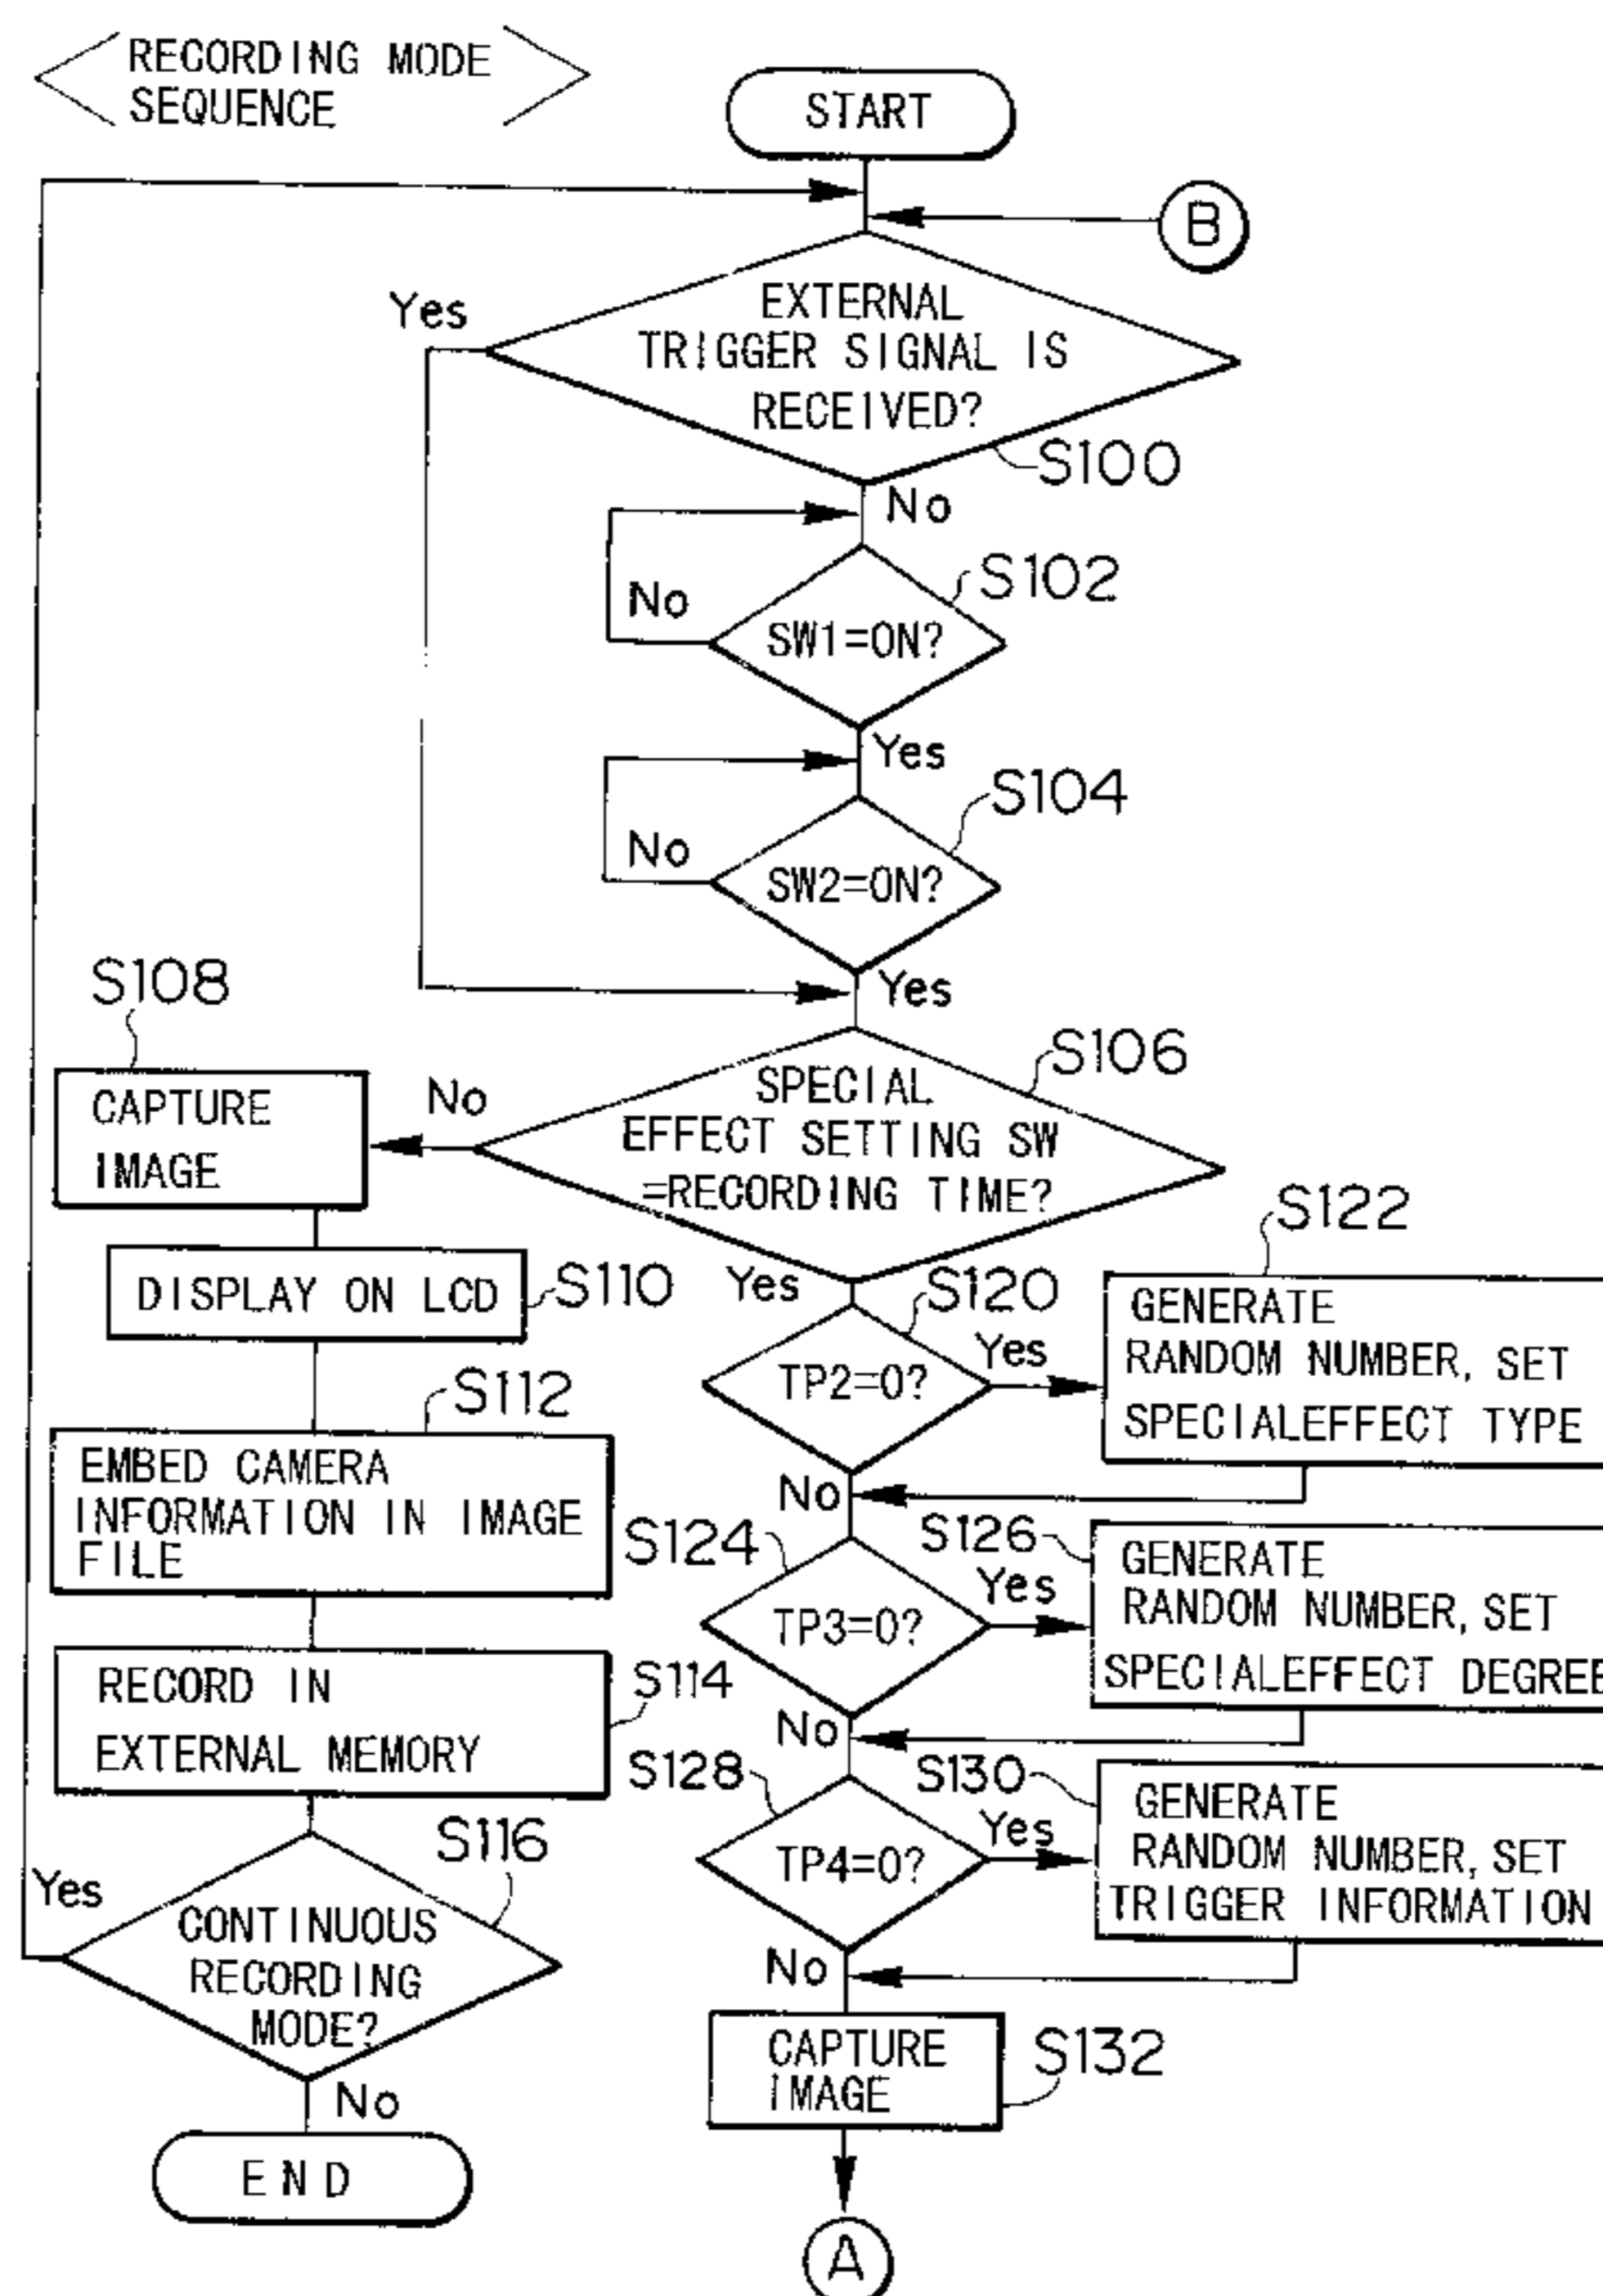 RECORDING MODE
SEQUENCE
START
B
Yes
EXTERNAL
TRIGGER SIGNAL IS
RECEIVED?
S100
No
S102
No
SW1=ON?
Yes
S104
No
SW2=ON?
Yes
S108
CAPTURE
IMAGE
No
S106
SPECIAL
EFFECT SETTING SW
=RECORDING TIME?
Yes
DISPLAY ON LCD
S110
S112
EMBED CAMERA
INFORMATION IN IMAGE
FILE
RECORD IN
EXTERNAL MEMORY
S114
S116
Yes
CONTINUOUS
RECORDING
MODE?
No
END
S120
TP2=0?
Yes
S122
GENERATE
RANDOM NUMBER, SET
SPECIALEFFECT TYPE
No
S124
TP3=0?
Yes
S126
GENERATE
RANDOM NUMBER, SET
SPECIALEFFECT DEGREE
No
S128
TP4=0?
Yes
S130
GENERATE
RANDOM NUMBER, SET
TRIGGER INFORMATION
No
CAPTURE
IMAGE
S132
A